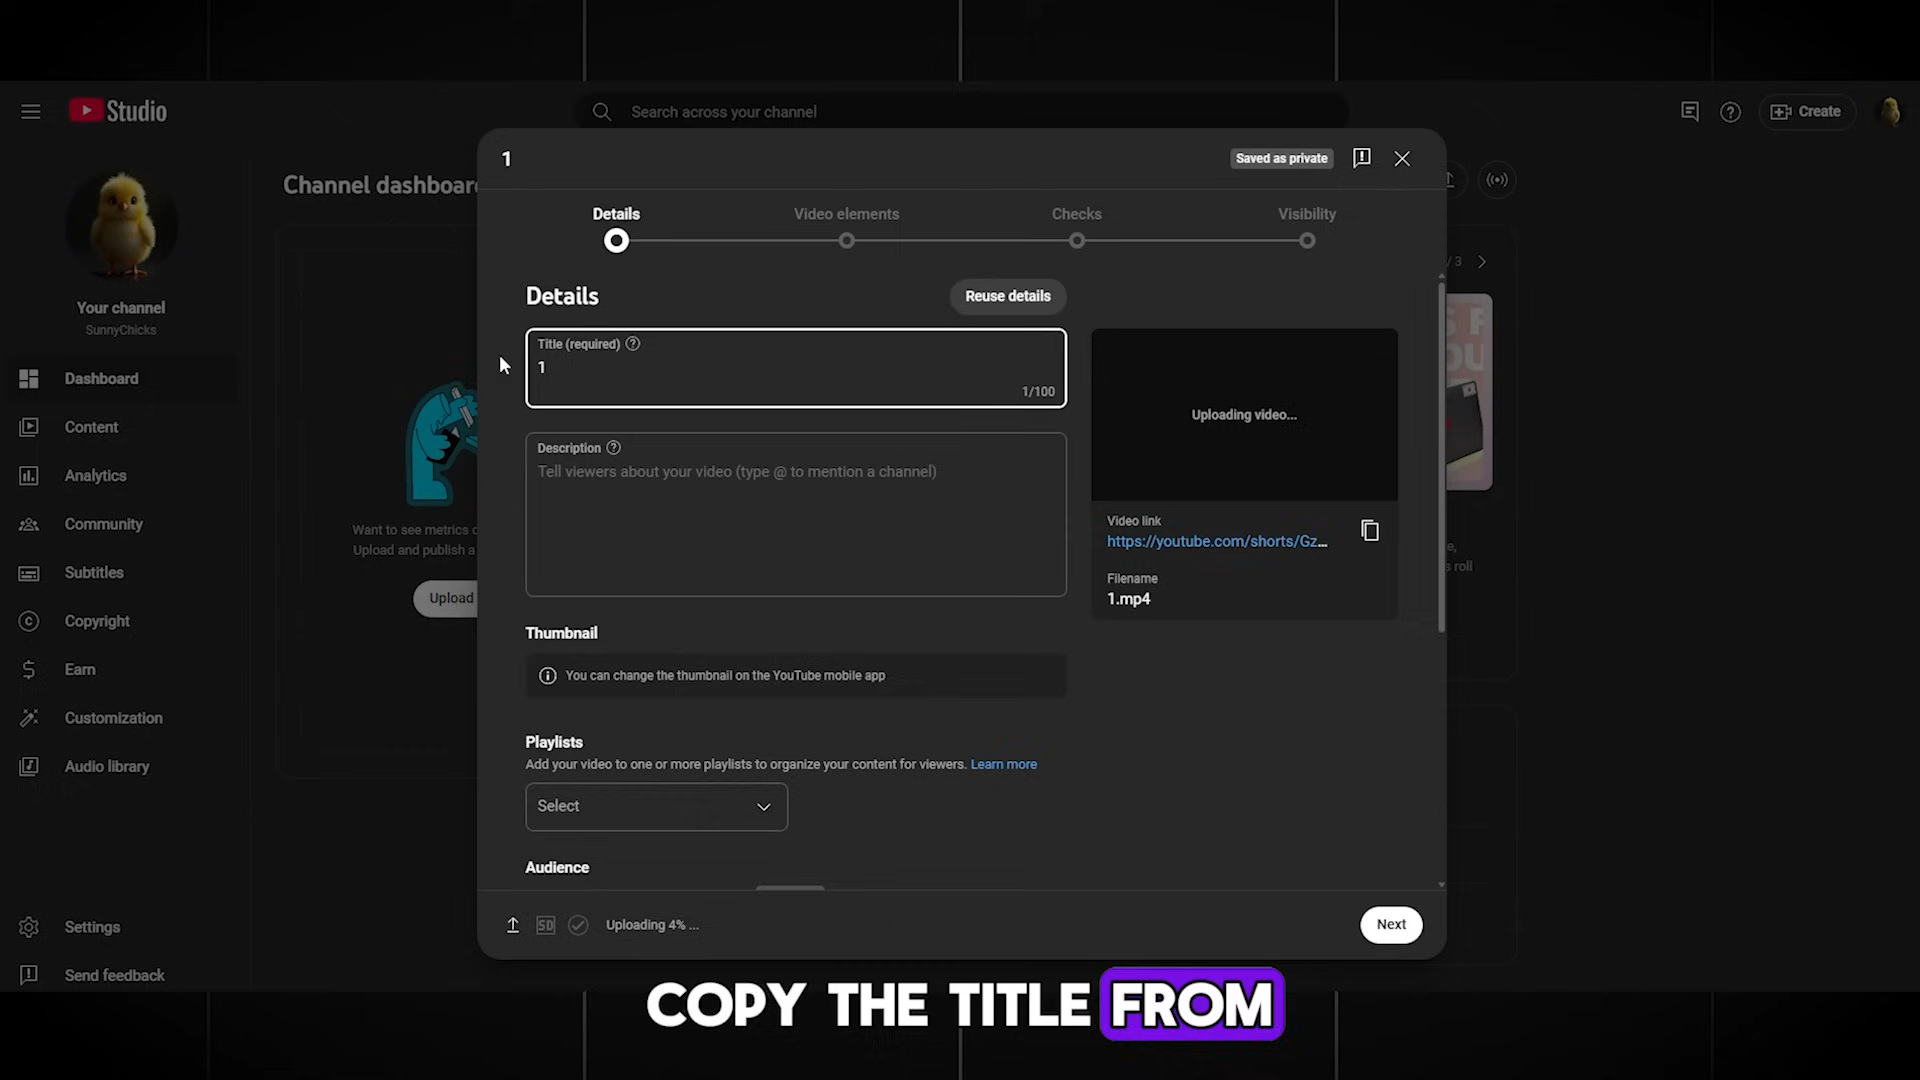 Studio
Search across your channel
Create
Your channel
SunnyChicks
Dashboard
Content
Analytics
Community
Subtitles
Copyright
Earn
Customization
Audio library
Settings
Send feedback
Channel dashboar
Want to see metrics
Upload and publish a
Upload
1
Saved as private
Details
Video elements
Checks
Visibility
Details
Reuse details
Title (required)
1
1/100
Description
Tell viewers about your video (type @ to mention a channel)
Thumbnail
You can change the thumbnail on the YouTube mobile app
Playlists
Add your video to one or more playlists to organize your content for viewers. Learn more
Select
Audience
Uploading video...
Video link
https://youtube.com/shorts/Gz...
Filename
1.mp4
SD
Uploading 4% ...
Next
/ 3
s roll
COPY THE TITLE FROM